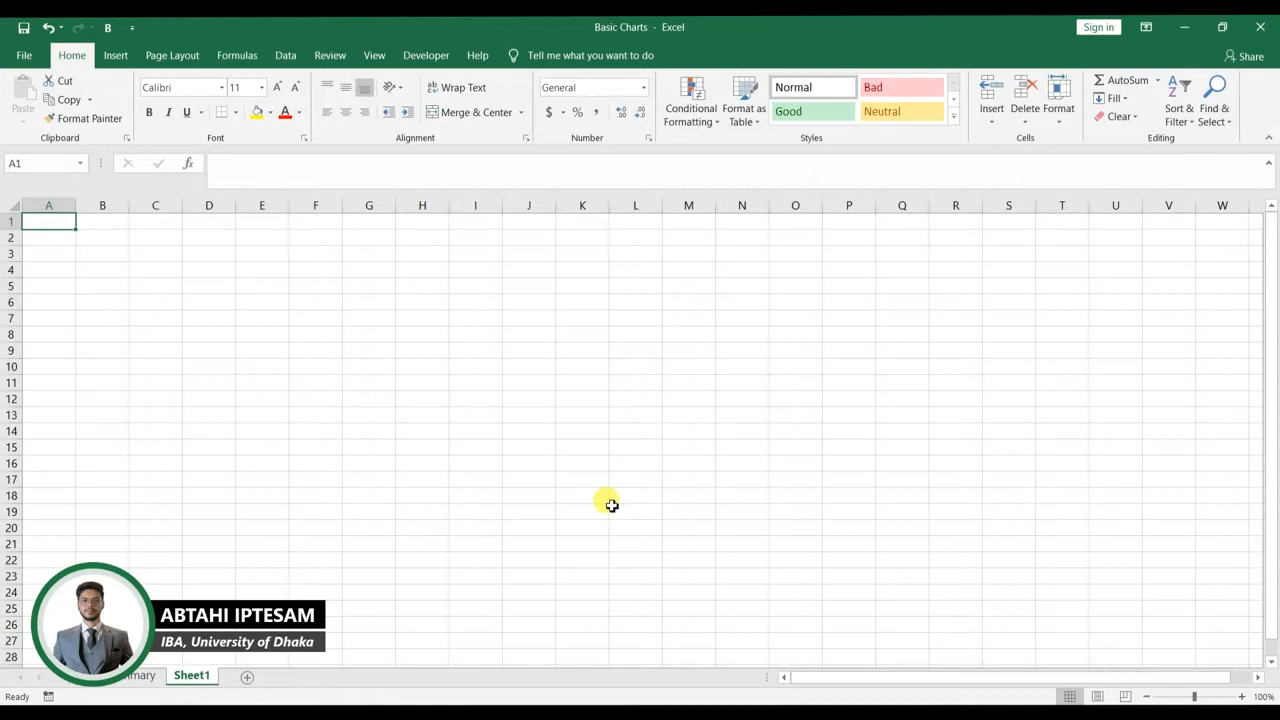 Basic Charts - Excel
Sign in
B
File Home Insert Page Layout Formulas Data Review View Developer Help Tell me what you want to do Share
Paste
Cut
Copy
Format Painter
Clipboard
Calibri 11
B I U
Font
Wrap Text
Merge & Center
Alignment
General
$ % ,
Number
Conditional Formatting
Format as Table
Normal Bad
Good Neutral
Styles
Insert Delete Format
Cells
AutoSum
Fill
Clear
Sort & Filter
Find & Select
Editing
A1 fx
A B C D E F G H I J K L M N O P Q R S T U V W
1
2
3
4
5
6
7
8
9
10
11
12
13
14
15
16
17
18
19
20
21
22
23
24
25
26
27
28
ABTAHI IPTESAM
IBA, University of Dhaka
mary Sheet1
Ready 100%